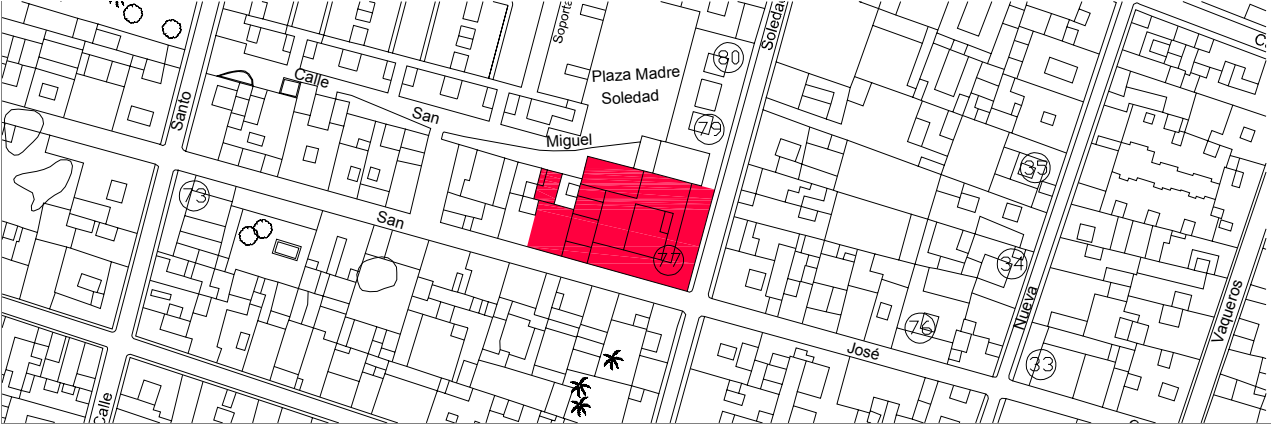 Soporta
Soledad
80
Plaza Madre
Soledad
Calle
Santo
San
79
Miguel
35
73
San
77
34
Nueva
Vaqueros
76
José
33
Calle